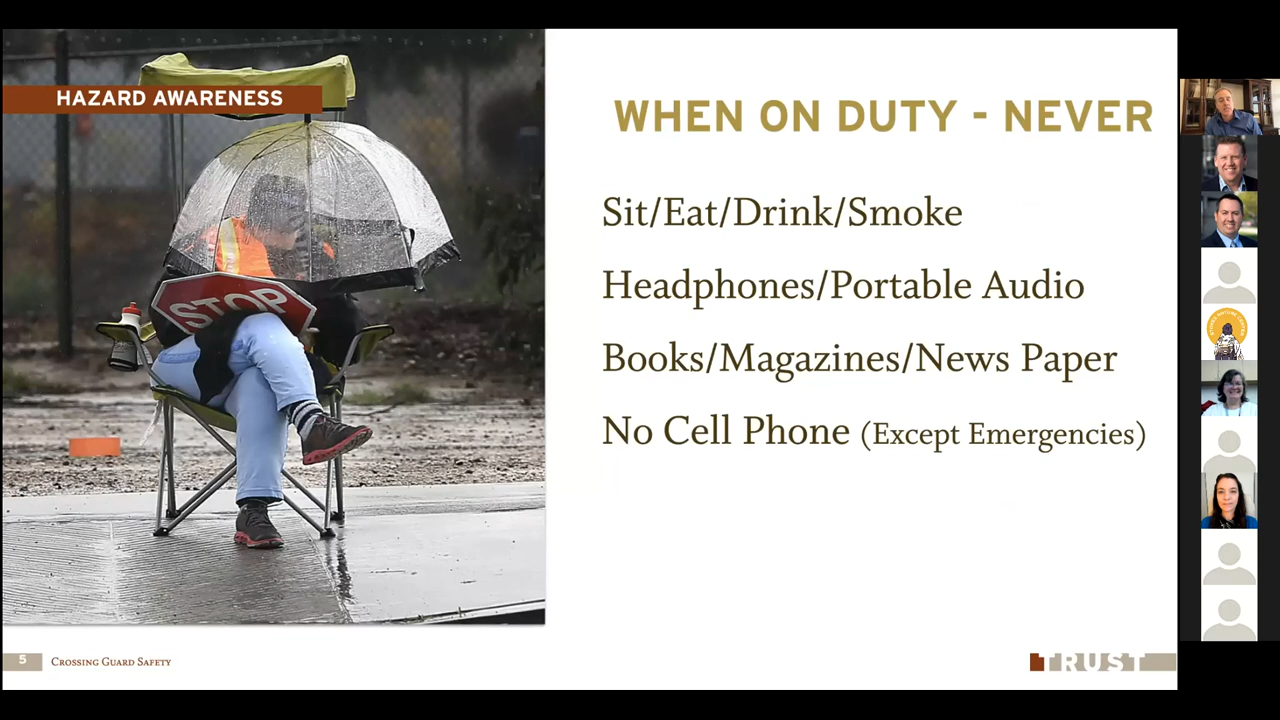 HAZARD AWARENESS
STOP
WHEN ON DUTY - NEVER
Sit/Eat/Drink/Smoke
Headphones/Portable Audio
Books/Magazines/News Paper
No Cell Phone (Except Emergencies)
5
Crossing Guard Safety
TRUST